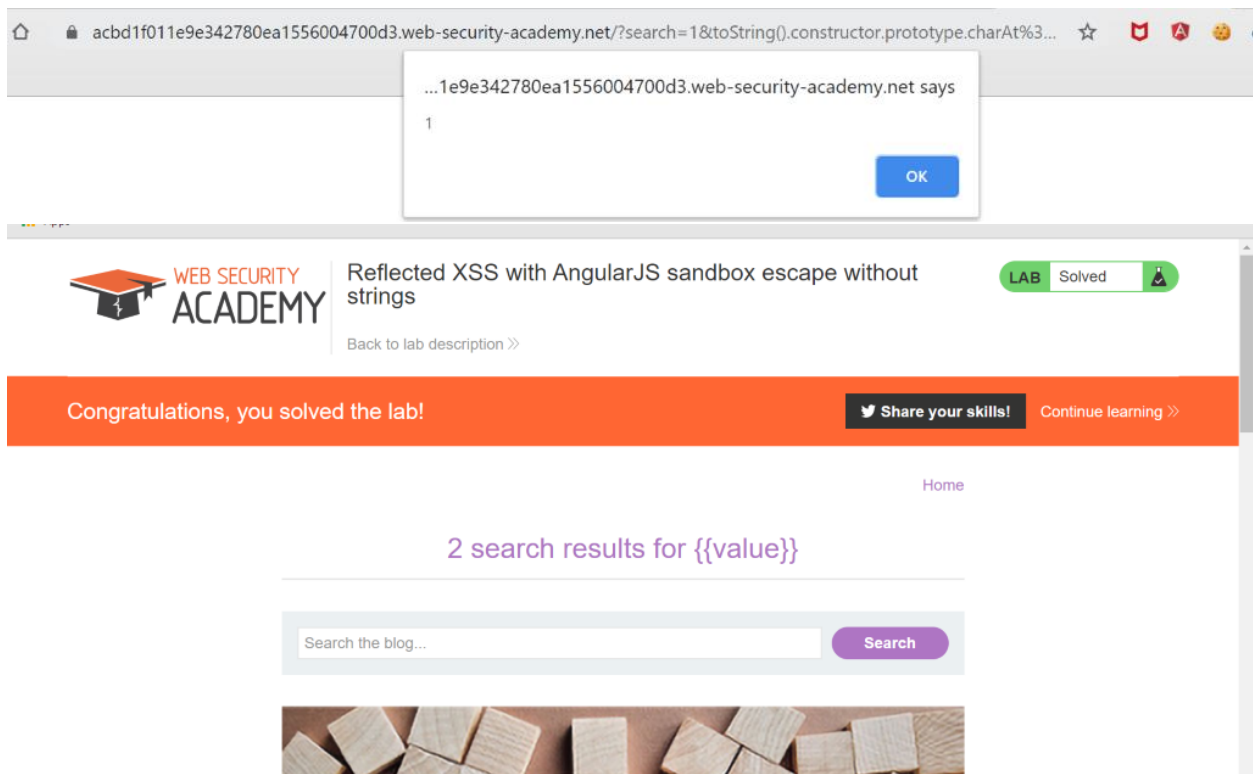 acbd1f011e9e342780ea1556004700d3.web-security-academy.net/?search=1&toString().constructor.prototype.charAt%3...
...1e9e342780ea1556004700d3.web-security-academy.net says
1
OK
WEB SECURITY
ACADEMY
Reflected XSS with AngularJS sandbox escape without
strings
LAB Solved
Back to lab description
Congratulations, you solved the lab!
Share your skills!
Continue learning
Home
2 search results for {{value}}
Search the blog...
Search